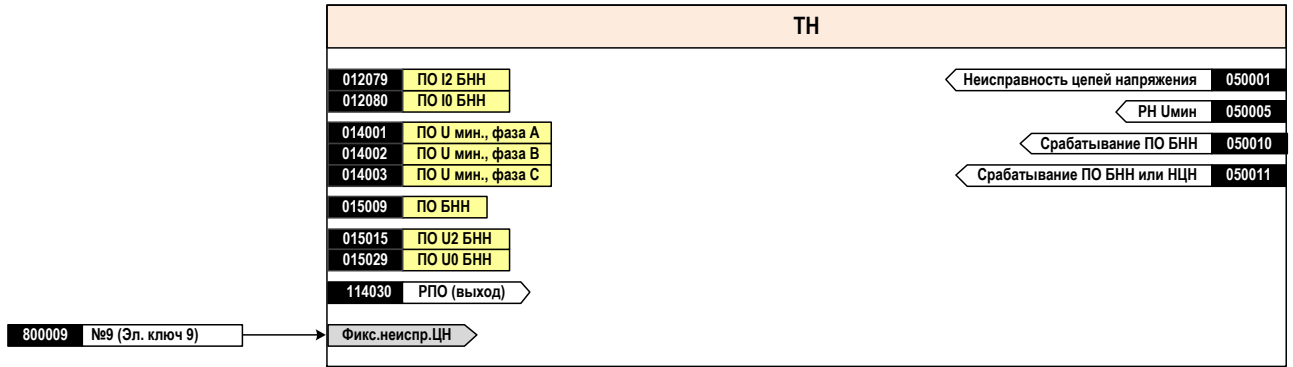 ТН
012079 ПО I2 БНН
012080 ПО I0 БНН
014001 ПО U мин., фаза А
014002 ПО U мин., фаза В
014003 ПО U мин., фаза С
015009 ПО БНН
015015 ПО U2 БНН
015029 ПО U0 БНН
114030 РПО (выход)
800009 №9 (Эл. ключ 9)
Фикс.неиспр.ЦН
Неисправность цепей напряжения 050001
РН Uмин 050005
Срабатывание ПО БНН 050010
Срабатывание ПО БНН или НЦН 050011